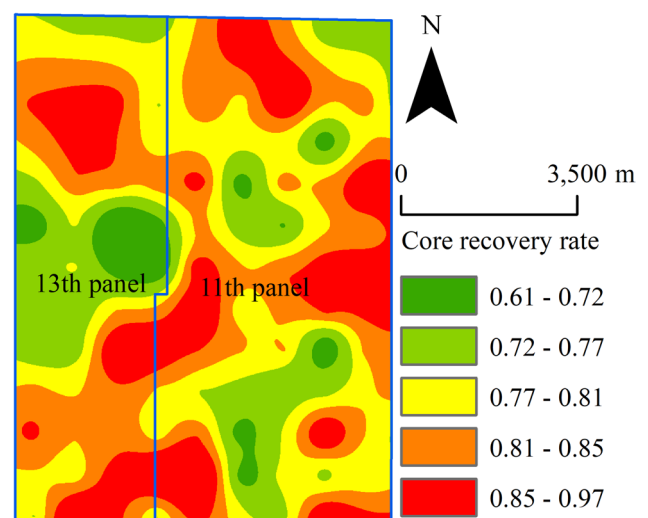 N
0 3,500 m
Core recovery rate
13th panel 11th panel
0.61 - 0.72
0.72 - 0.77
0.77 - 0.81
0.81 - 0.85
0.85 - 0.97